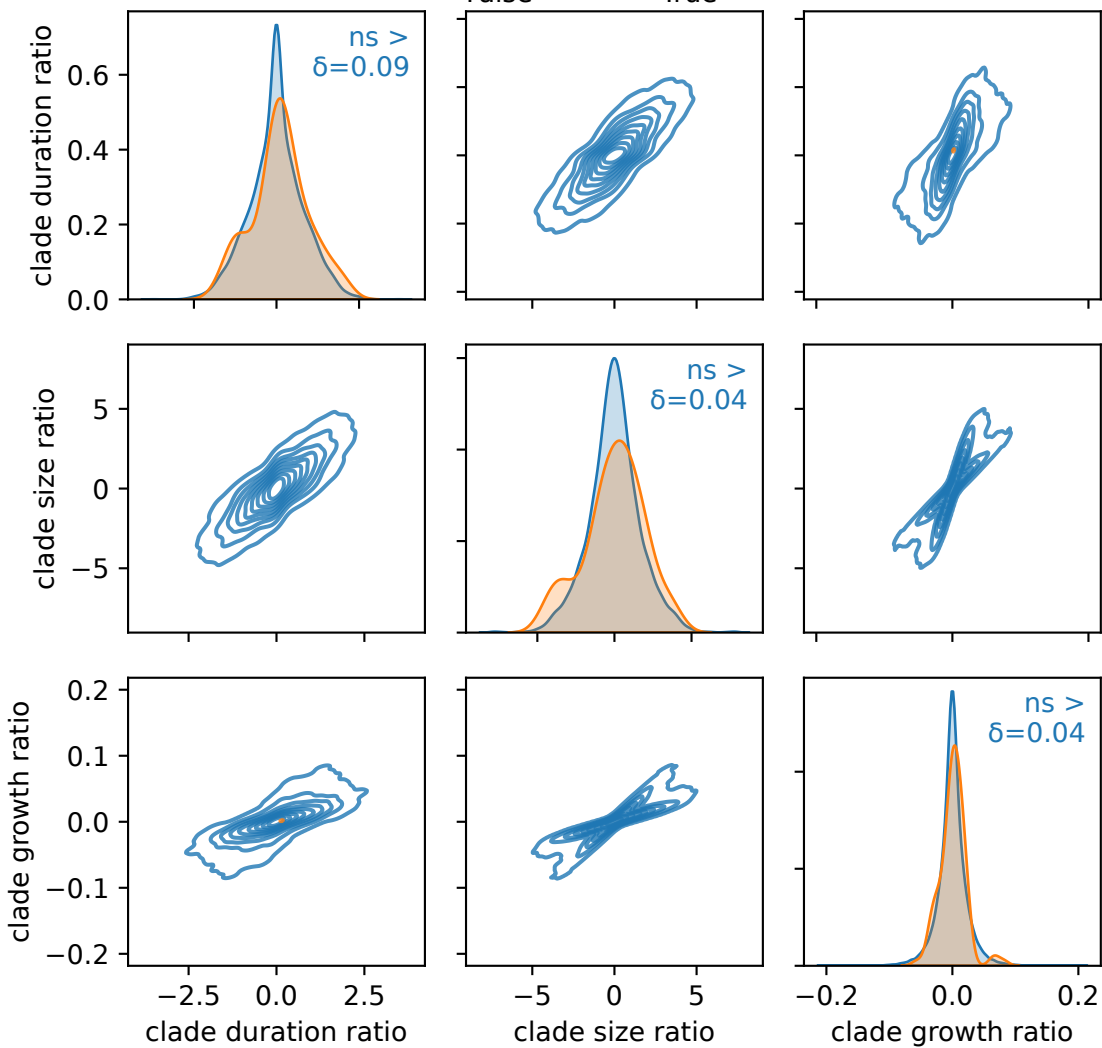 clade duration ratio
0.6
0.4
0.2
0.0
ns >
δ=0.09
clade size ratio
5
0
−5
ns >
δ=0.04
clade growth ratio
0.2
0.1
0.0
−0.1
−0.2
ns >
δ=0.04
−2.5 0.0 2.5
−5 0 5
−0.2 0.0 0.2
clade duration ratio
clade size ratio
clade growth ratio